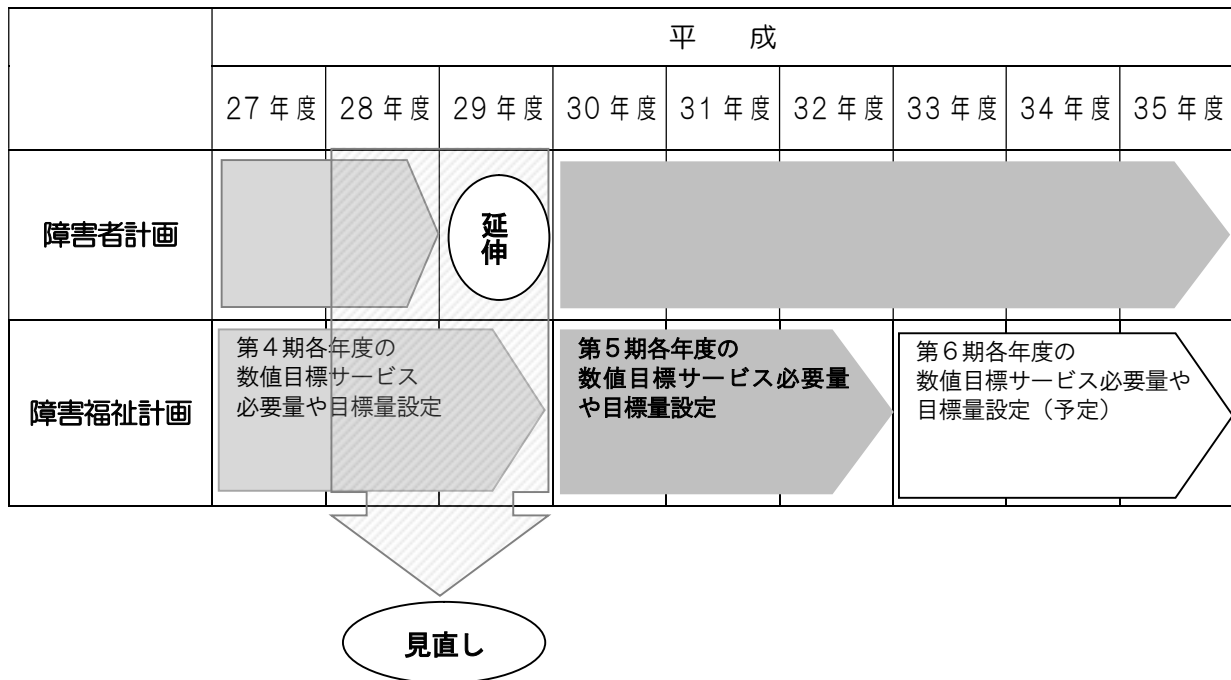 平　　成
27年度 28年度 29年度 30年度 31年度 32年度 33年度 34年度 35年度
障害者計画
延
伸
障害福祉計画
第４期各年度の
数値目標サービス
必要量や目標量設定
第５期各年度の
数値目標サービス必要量
や目標量設定
第６期各年度の
数値目標サービス必要量や
目標量設定（予定）
見直し